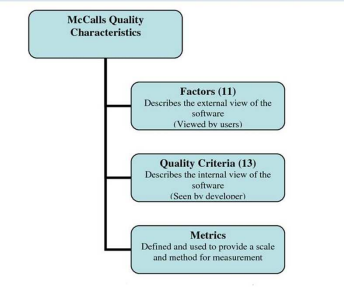 McCalls Quality
Characteristics
Factors (11)
Describes the external view of the
software
(Viewed by users)
Quality Criteria (13)
Describes the internal view of the
software
(Seen by developer)
Metrics
Defined and used to provide a scale
and method for measurement